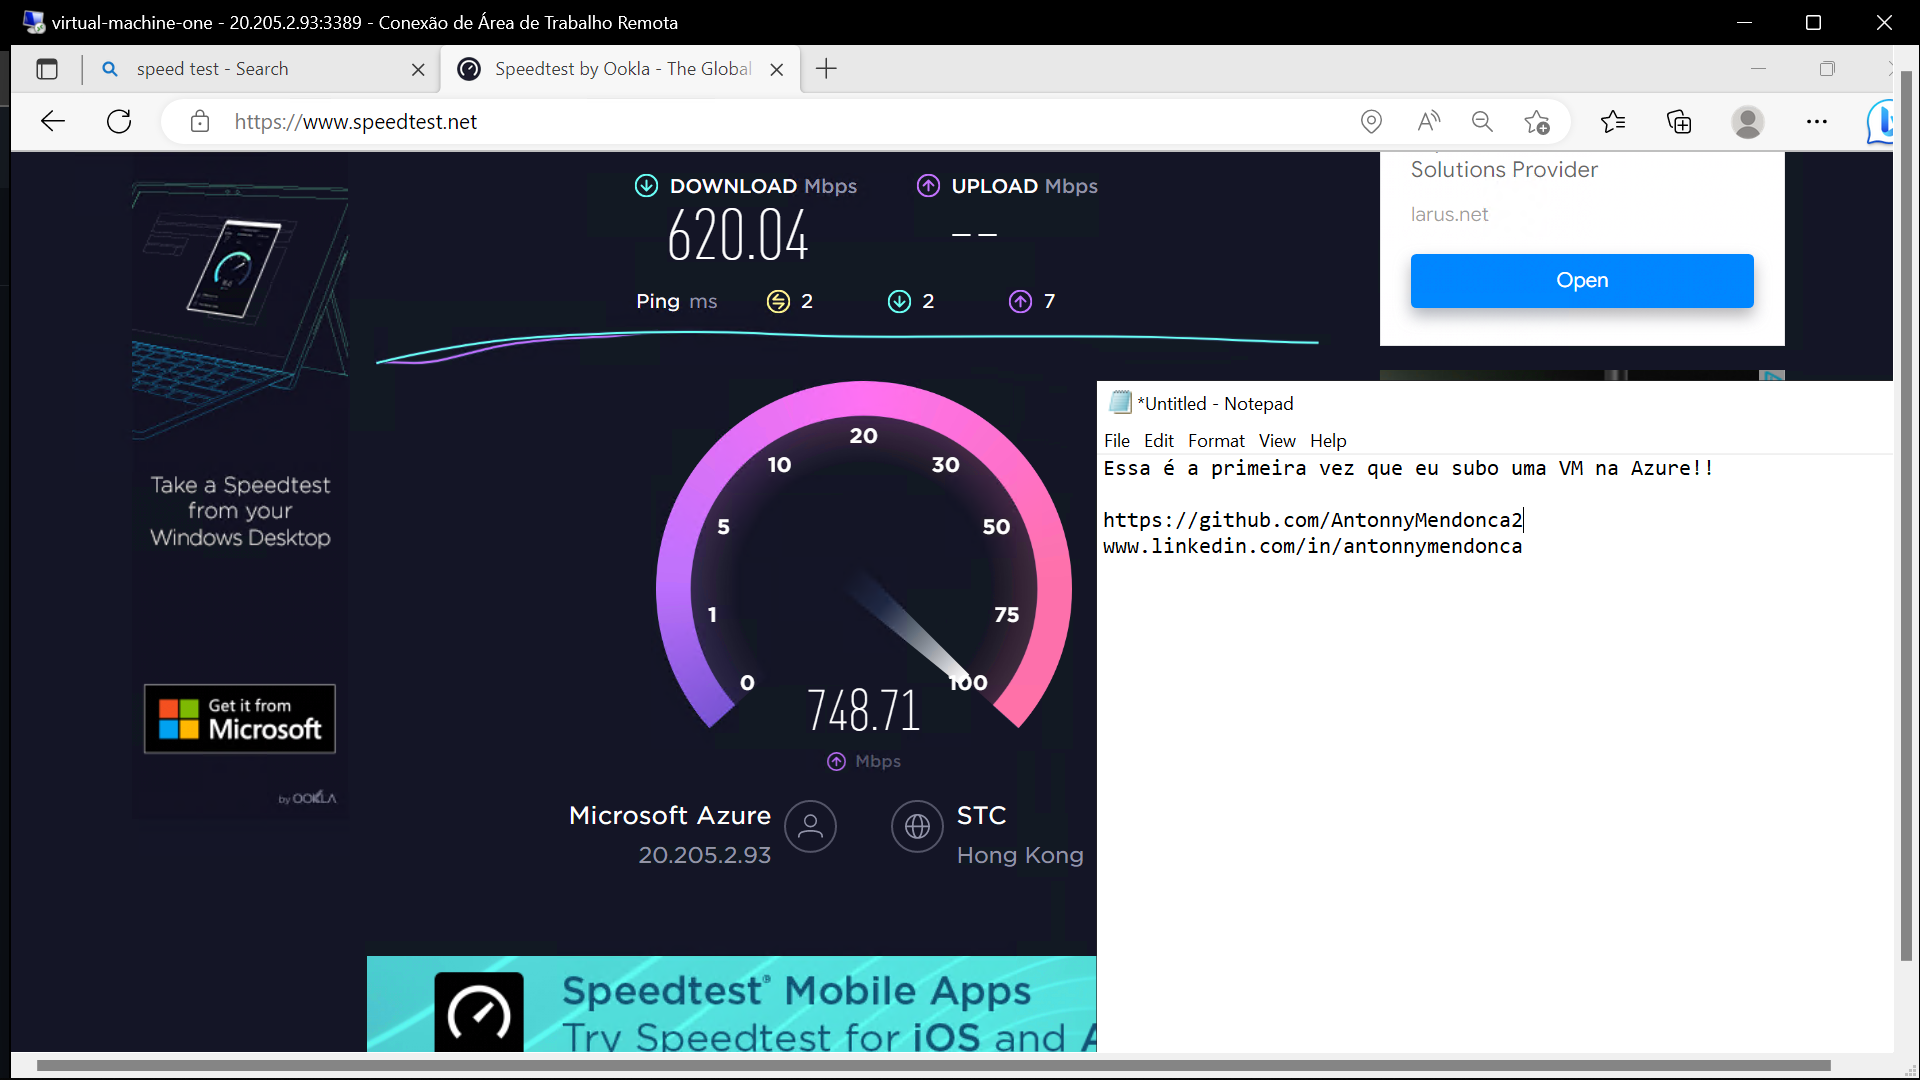 virtual-machine-one - 20.205.2.93:3389 - Conexão de Área de Trabalho Remota
speed test - Search
Speedtest by Ookla - The Global
https://www.speedtest.net
DOWNLOAD Mbps
620.04
UPLOAD Mbps
– –
Ping ms 2 2 7
Solutions Provider
larus.net
Open
Take a Speedtest
from your
Windows Desktop
Get it from
Microsoft
by OOKLA
0
1
5
10
20
30
50
75
100
748.71
Mbps
Microsoft Azure
20.205.2.93
STC
Hong Kong
*Untitled - Notepad
File Edit Format View Help
Essa é a primeira vez que eu subo uma VM na Azure!!
https://github.com/AntonnyMendonca2
www.linkedin.com/in/antonnymendonca
Speedtest® Mobile Apps
Try Speedtest for iOS and